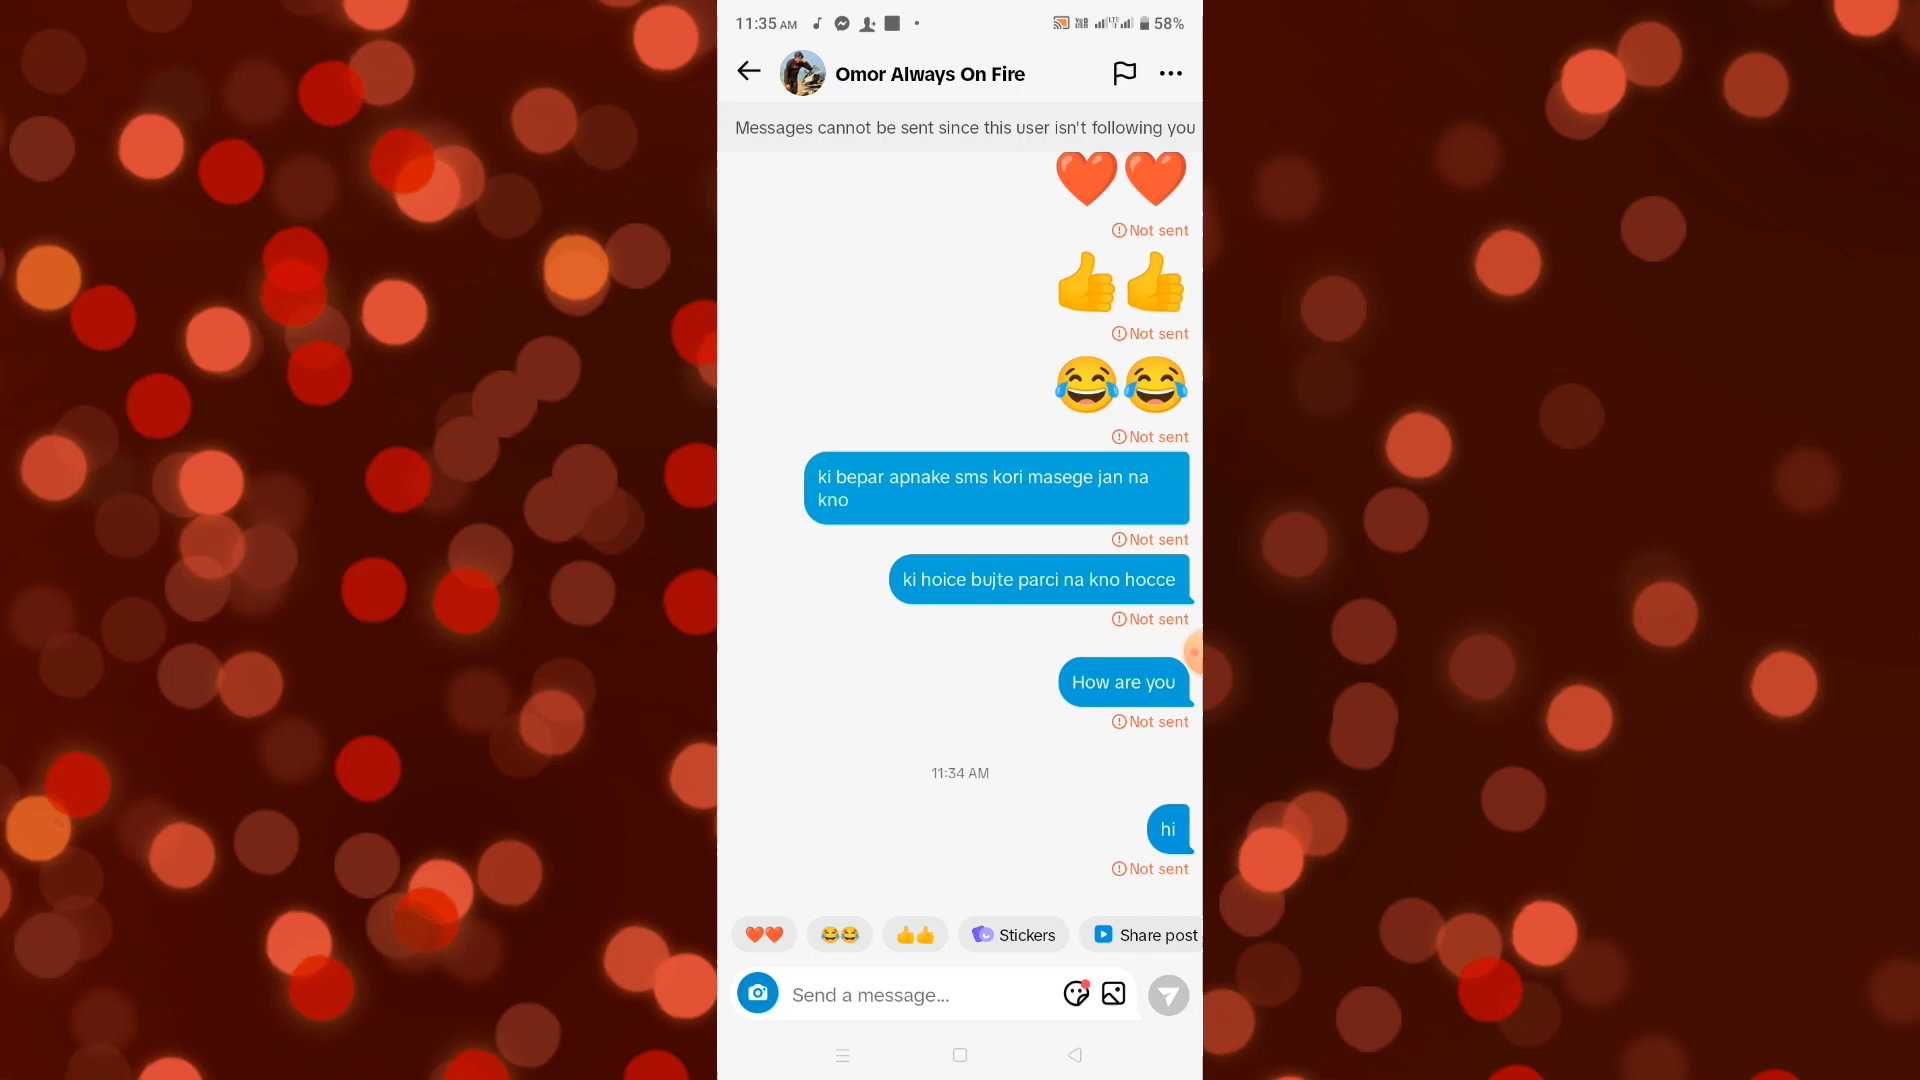 11:35 AM
58%
Omor Always On Fire
Messages cannot be sent since this user isn't following you
❤️❤️
Not sent
👍👍
Not sent
😂😂
Not sent
ki bepar apnake sms kori masege jan na
kno
Not sent
ki hoice bujte parci na kno hocce
Not sent
How are you
Not sent
11:34 AM
hi
Not sent
❤️❤️ 😂😂 👍👍 Stickers Share post
Send a message...